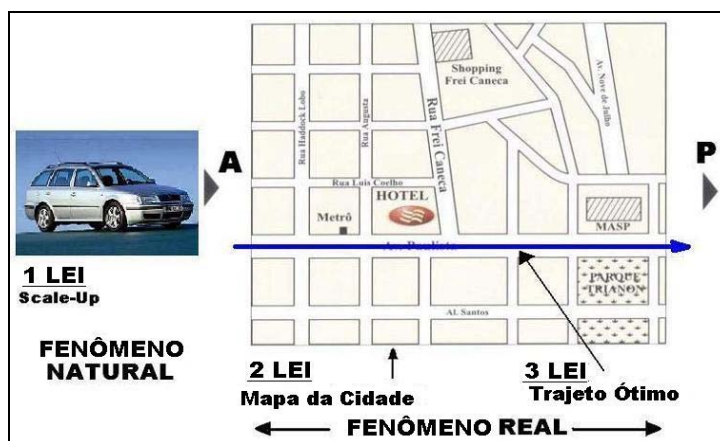 A
P
1 LEI
Scale-Up
FENÔMENO
NATURAL
Shopping
Frei Caneca
Rua Haddock Lobo
Rua Augusta
Rua Frei Caneca
Av. Nove de Julho
Rua Luis Coelho
HOTEL
Metrô
MASP
Av. Paulista
PARQUE
TRIANON
Al. Santos
2 LEI
Mapa da Cidade
3 LEI
Trajeto Ótimo
FENÔMENO REAL